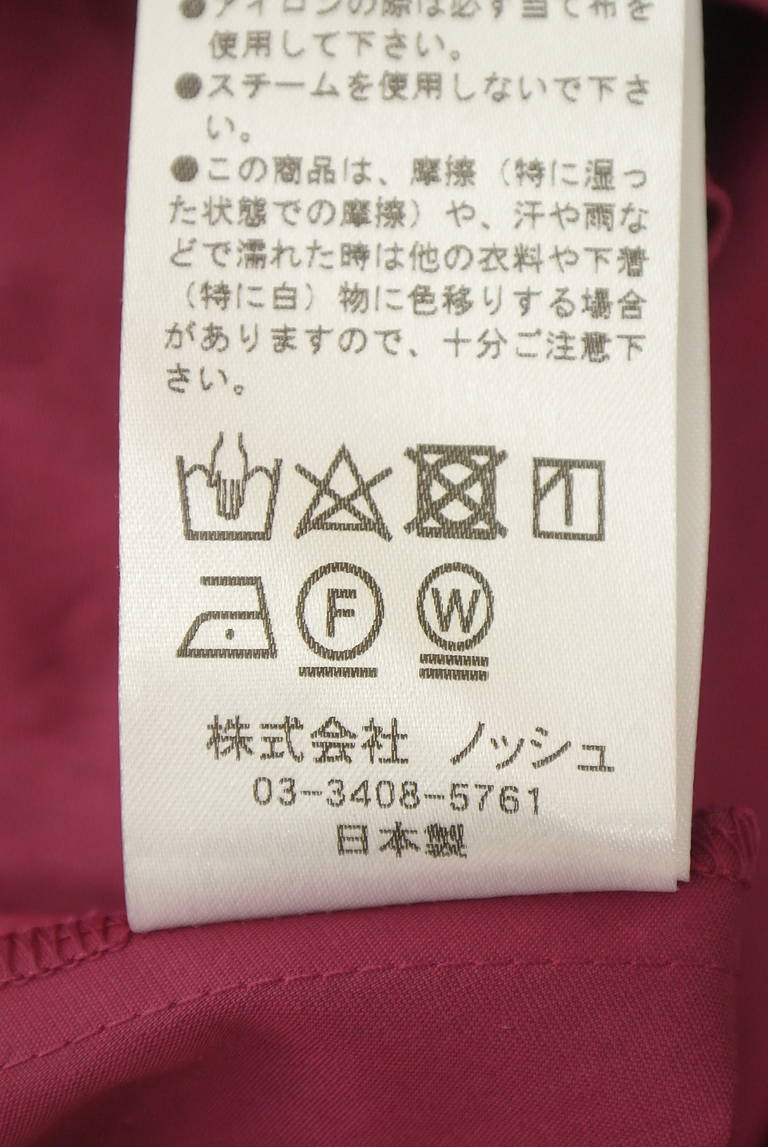 ●アイロンの際は必ず当て布を
使用して下さい。
●スチームを使用しないで下さ
い。
●この商品は、摩擦（特に湿っ
た状態での摩擦）や、汗や雨な
どで濡れた時は他の衣料や下着
（特に白）物に色移りする場合
がありますので、十分ご注意下
さい。
F W
株式会社 ノッシュ
03-3408-5761
日本製